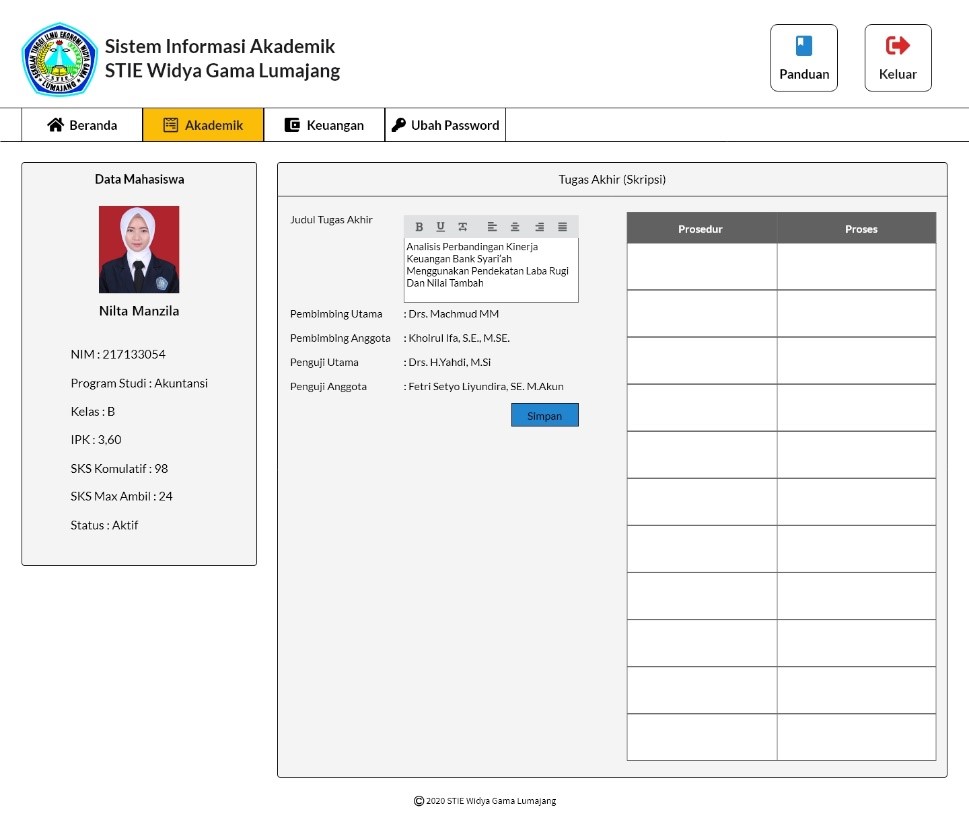 SEKOLAH TINGGI ILMU EKONOMI WIDYA GAMA
STIE
LUMAJANG
Sistem Informasi Akademik
STIE Widya Gama Lumajang
Panduan
Keluar
Beranda
Akademik
Keuangan
Ubah Password
Data Mahasiswa
Nilta Manzila
NIM : 217133054
Program Studi : Akuntansi
Kelas : B
IPK : 3,60
SKS Komulatif : 98
SKS Max Ambil : 24
Status : Aktif
Tugas Akhir (Skripsi)
Judul Tugas Akhir
B U T
Analisis Perbandingan Kinerja
Keuangan Bank Syari'ah
Menggunakan Pendekatan Laba Rugi
Dan Nilai Tambah
Pembimbing Utama : Drs. Machmud MM
Pembimbing Anggota : Khoirul Ifa, S.E., M.SE.
Penguji Utama : Drs. H.Yahdi, M.Si
Penguji Anggota : Fetri Setyo Liyundira, SE. M.Akun
Simpan
Prosedur Proses
© 2020 STIE Widya Gama Lumajang